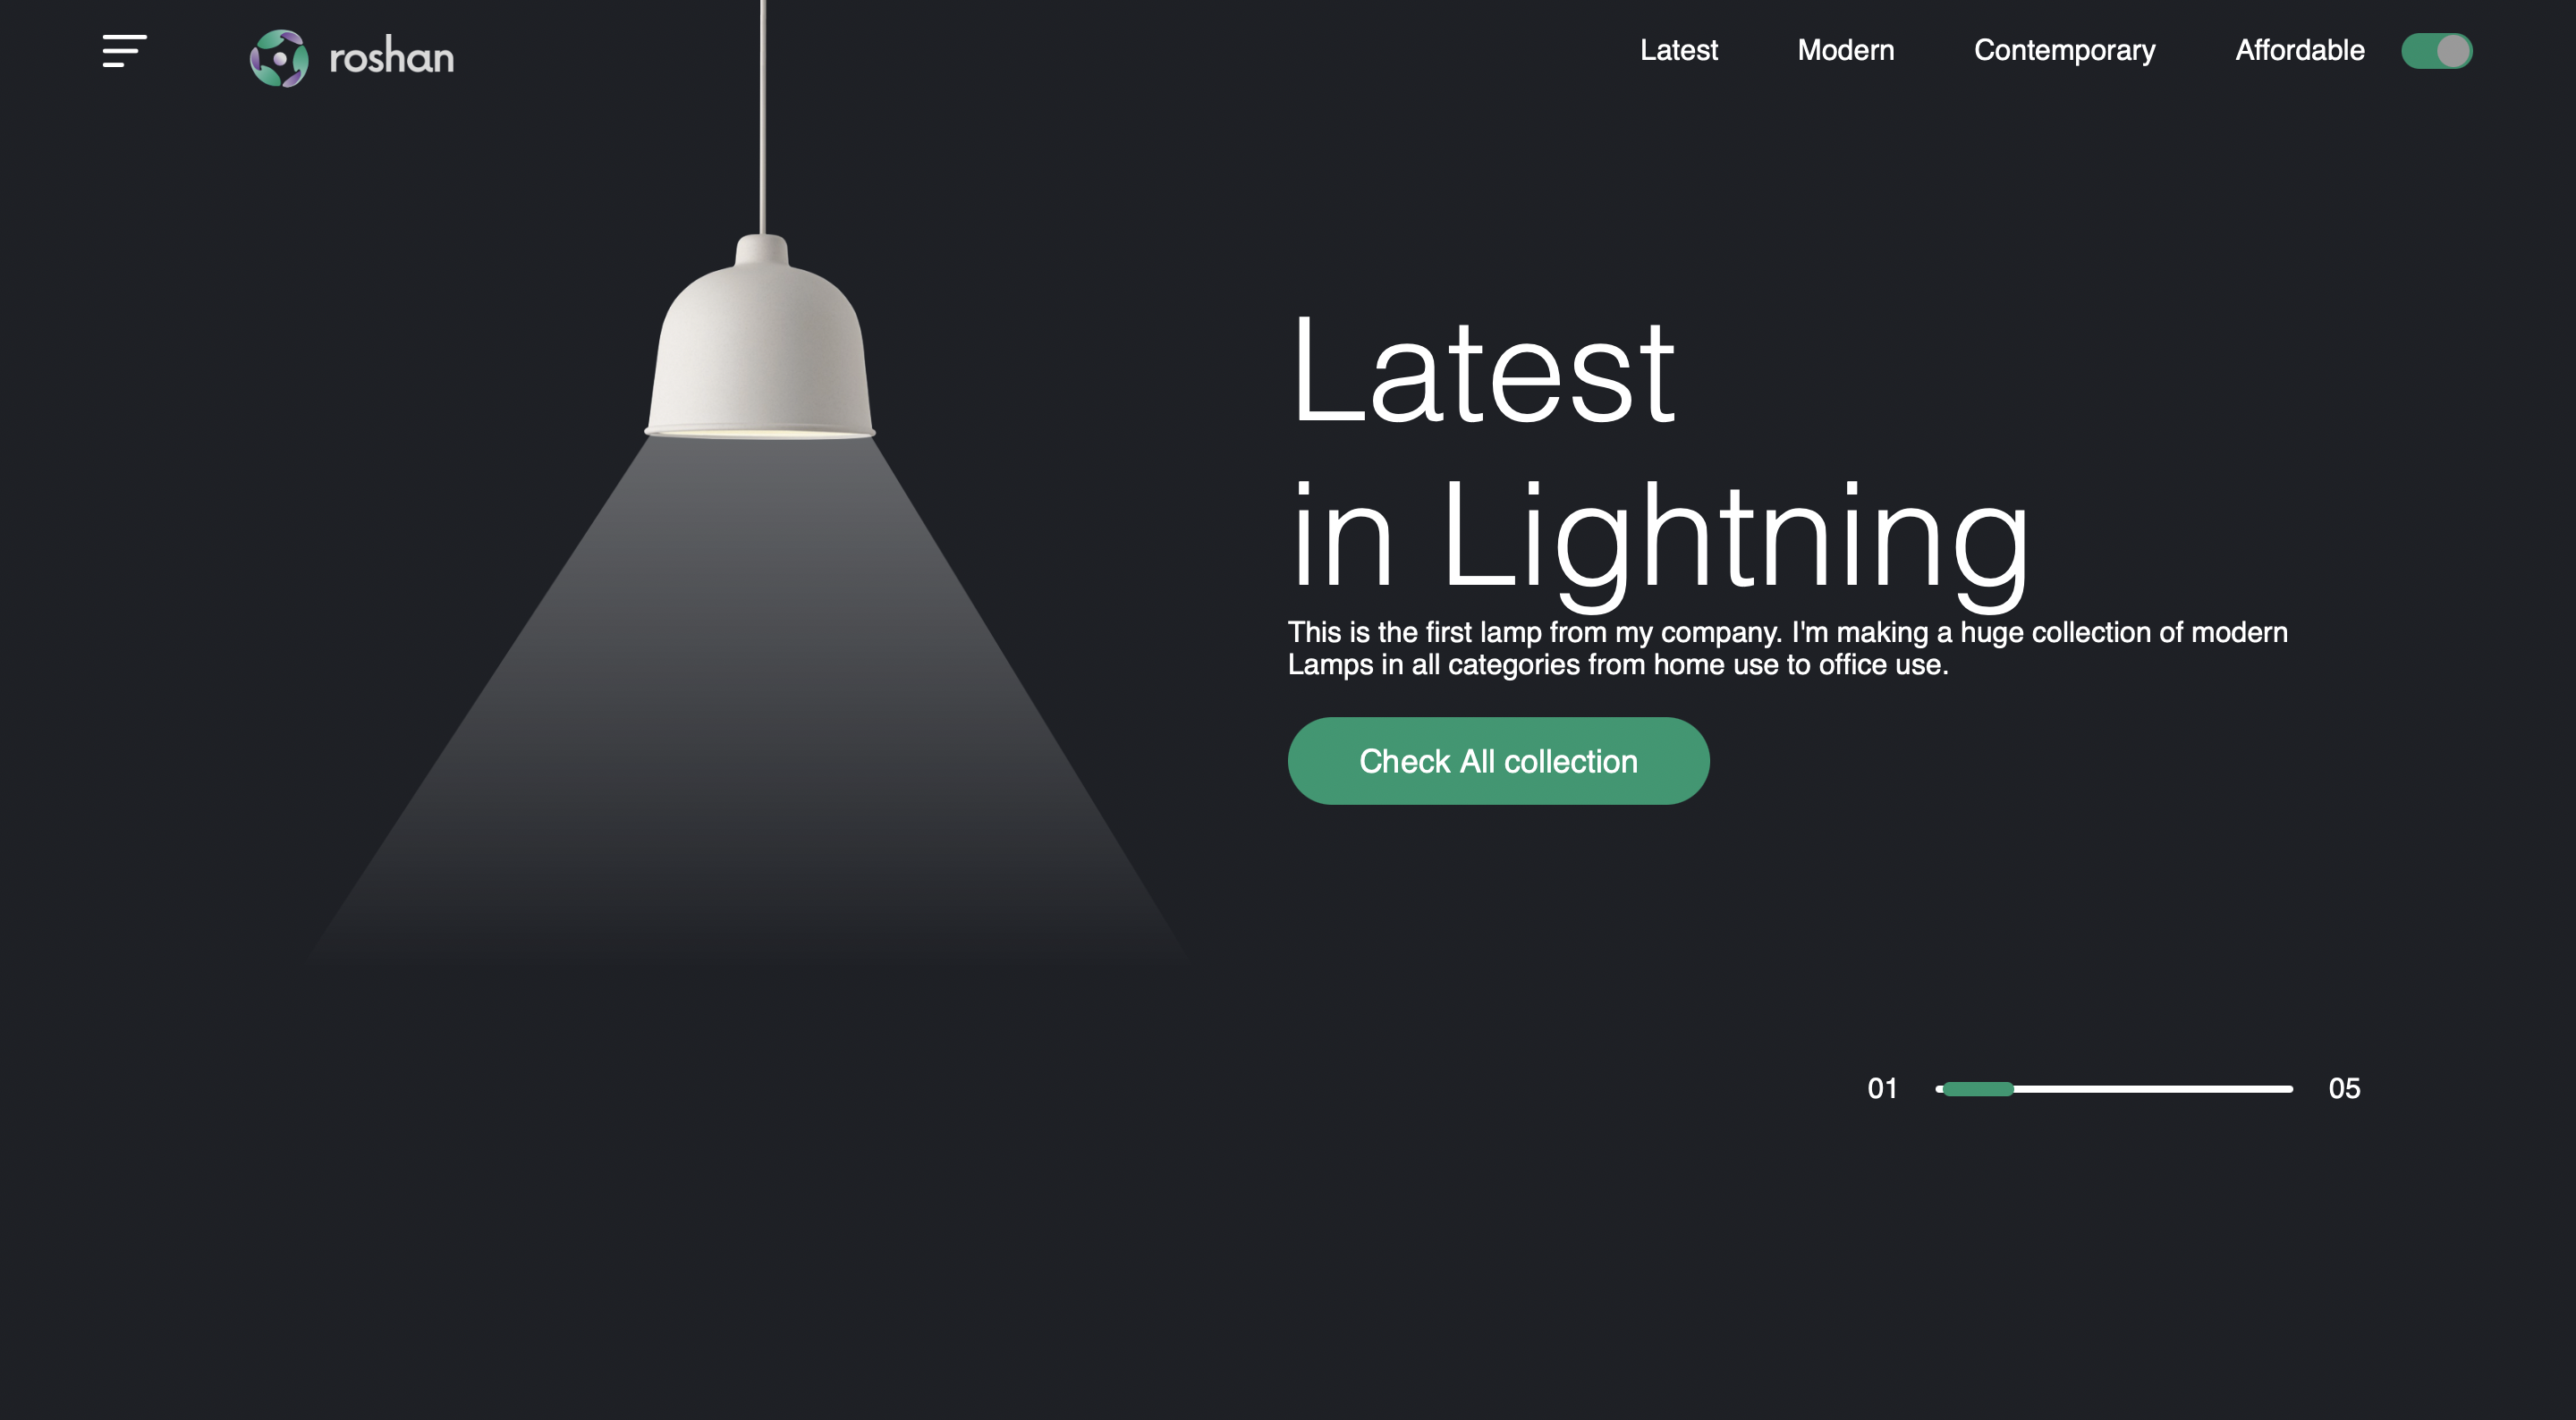 roshan
Latest Modern Contemporary Affordable
Latest
in Lightning
This is the first lamp from my company. I'm making a huge collection of modern
Lamps in all categories from home use to office use.
Check All collection
01 05